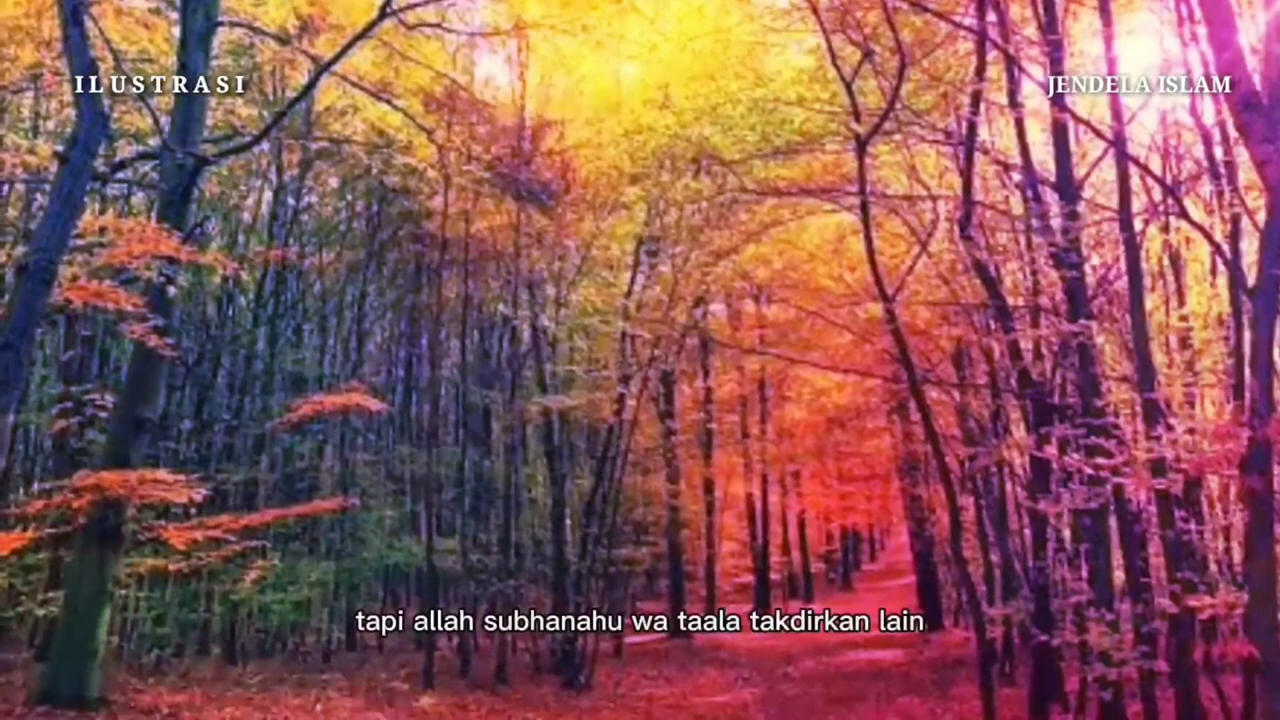 ILUSTRASI
JENDELA ISLAM
tapi allah subhanahu wa taala takdirkan lain